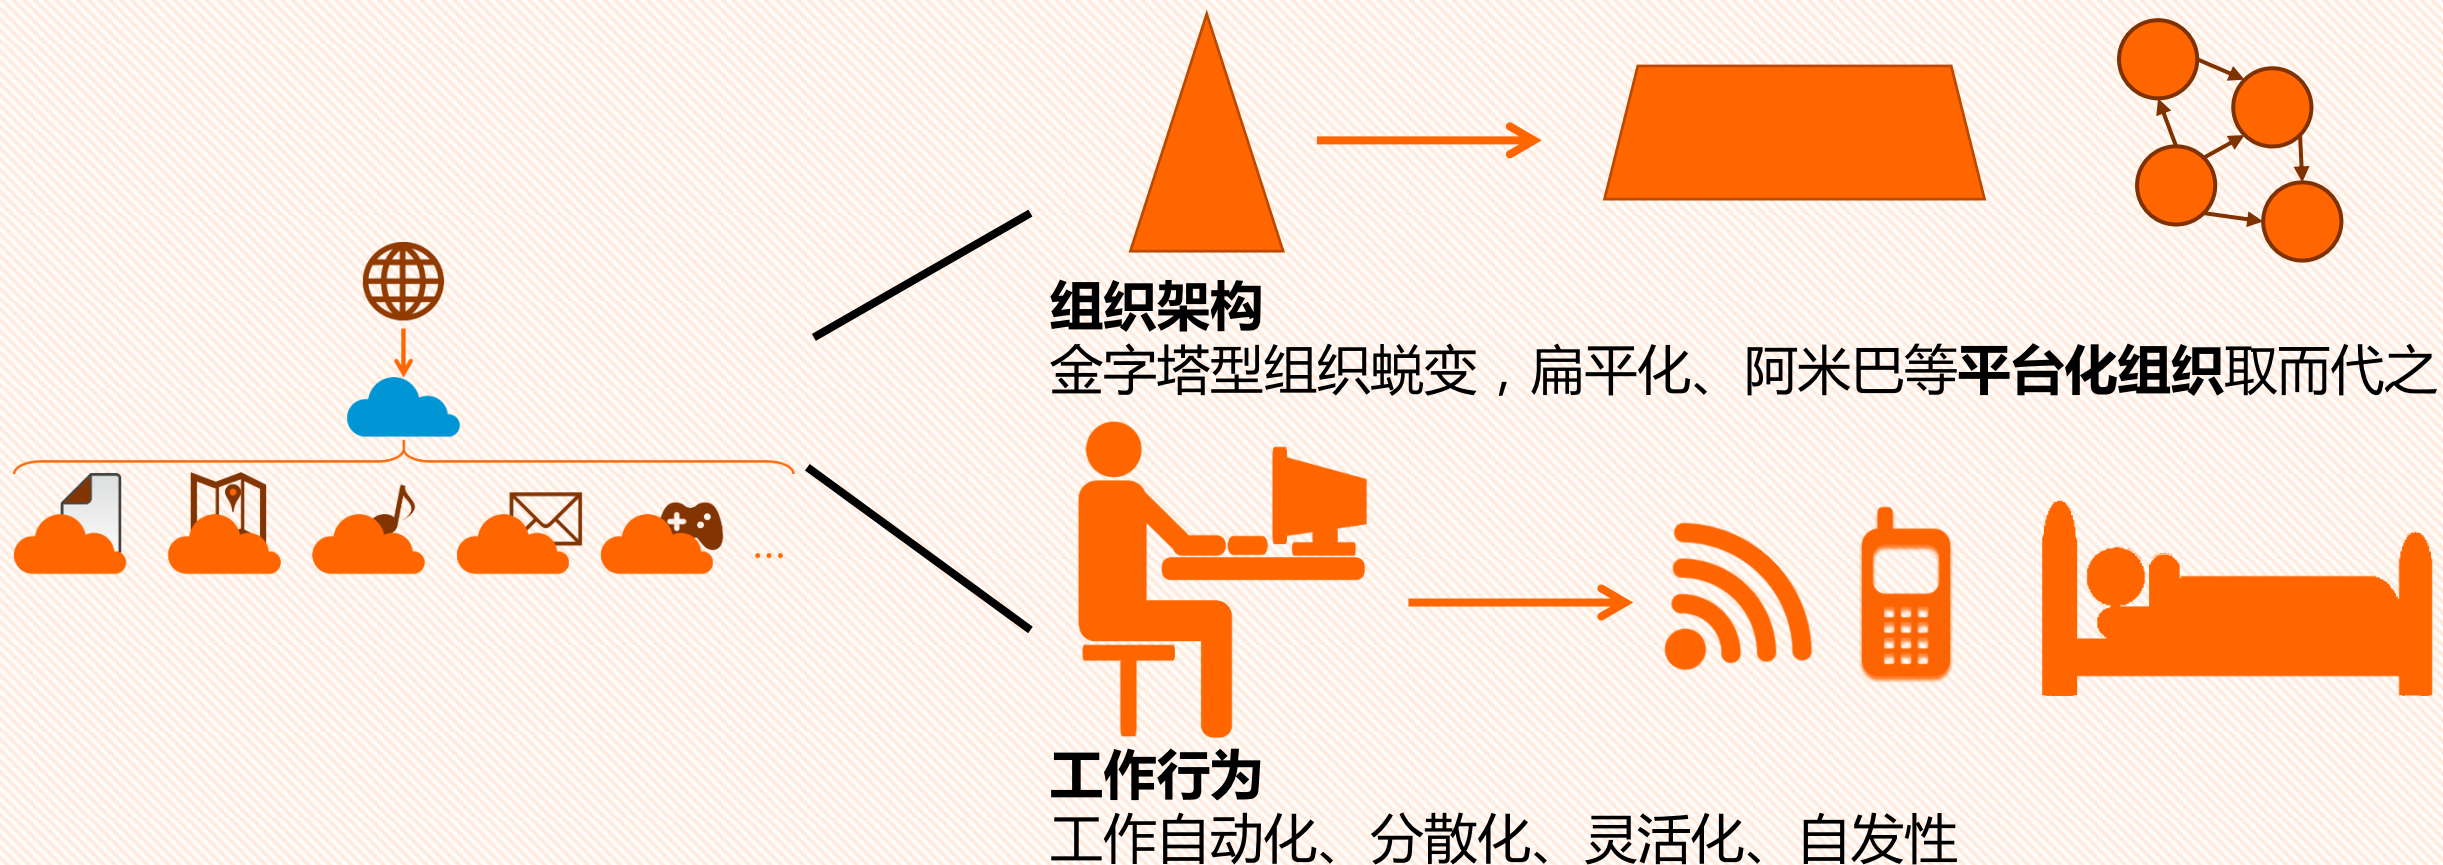 组织架构
金字塔型组织蜕变，扁平化、阿米巴等平台化组织取而代之
...
工作行为
工作自动化、分散化、灵活化、自发性